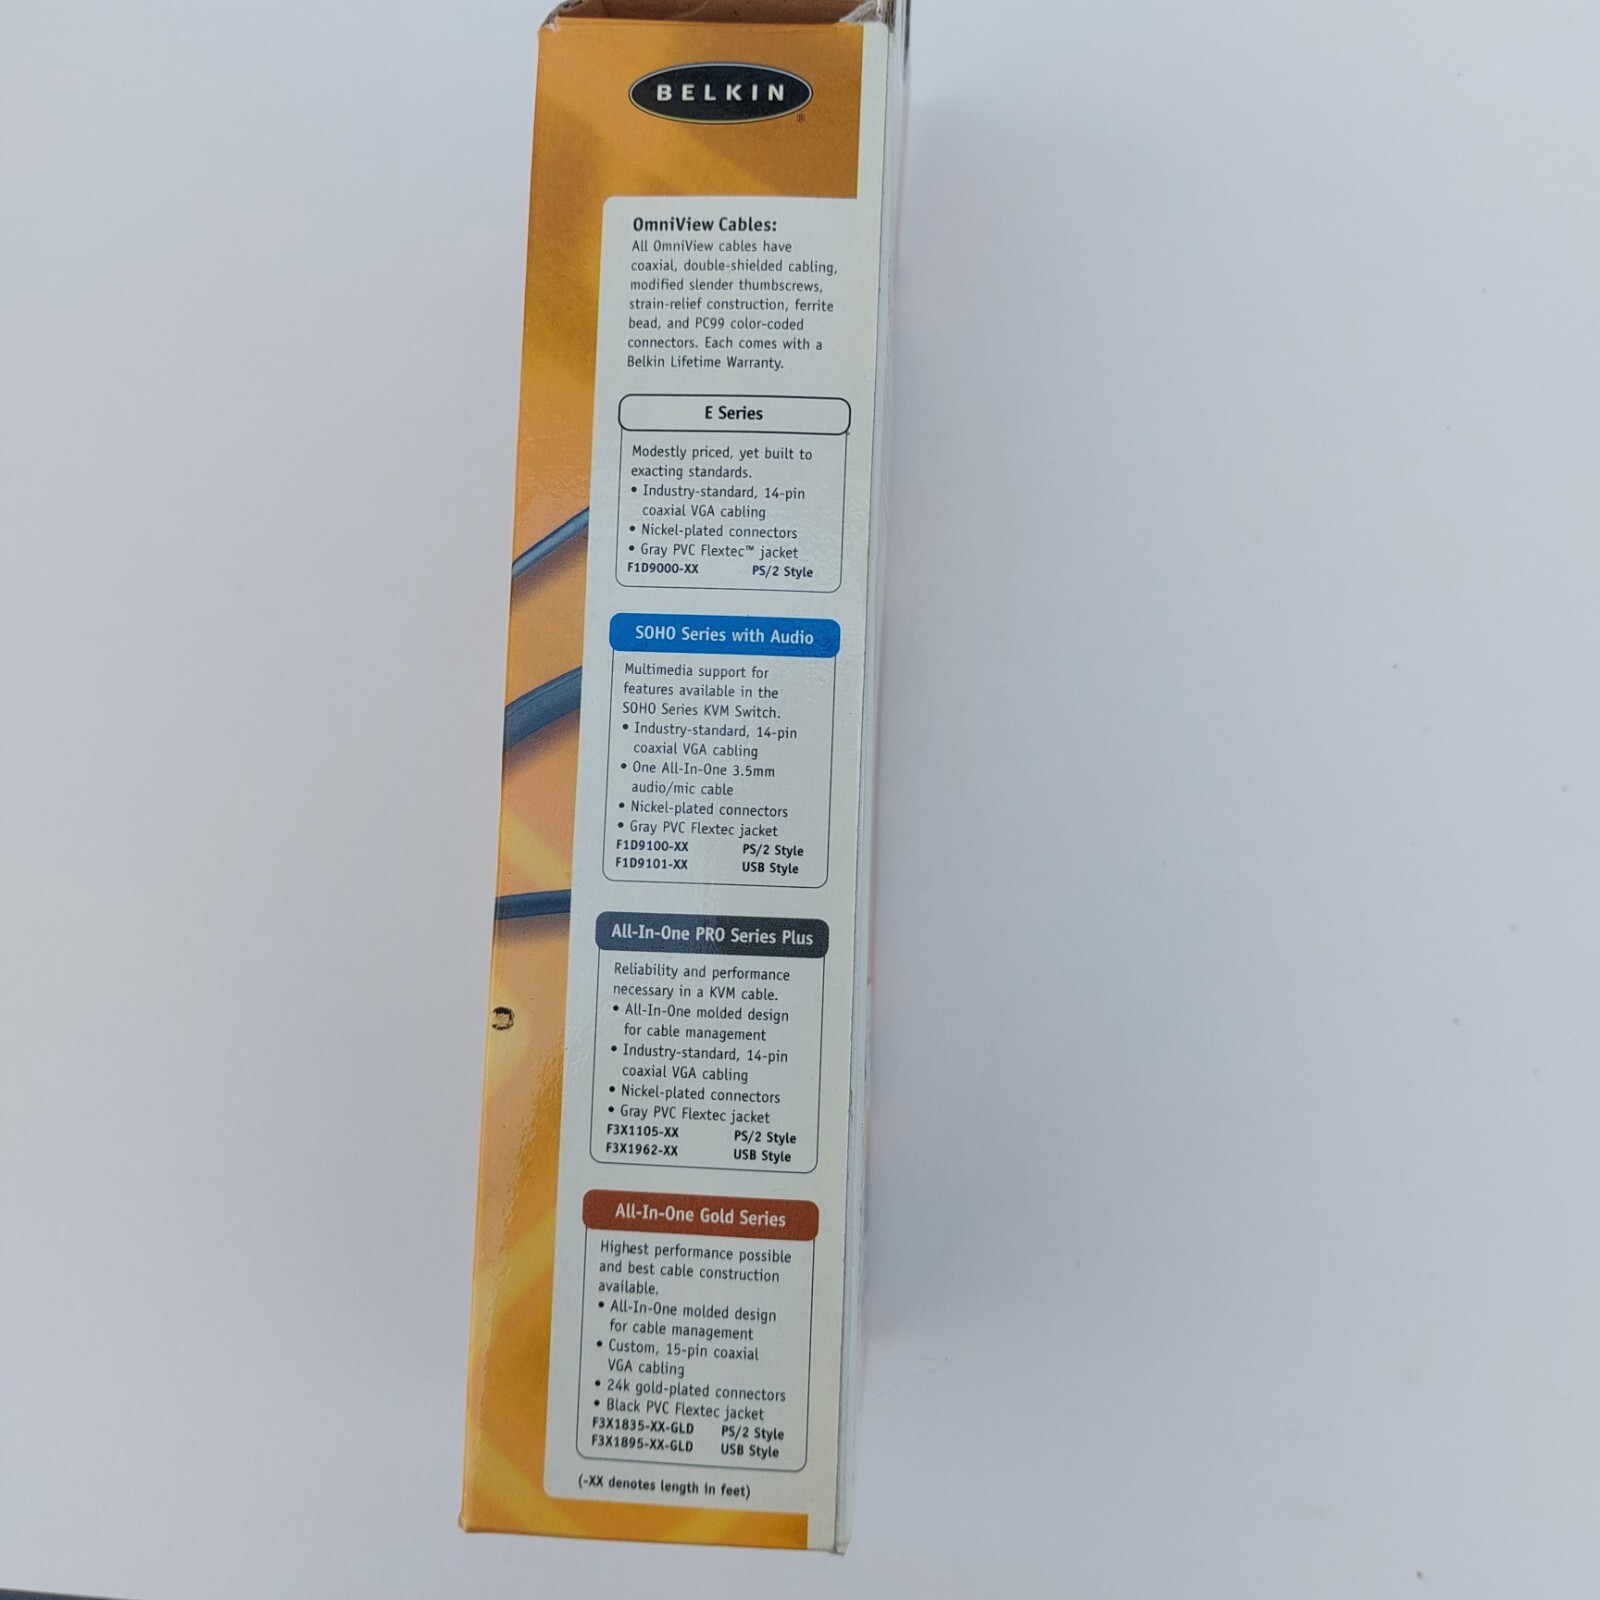 BELKIN
®
OmniView Cables:
All OmniView cables have
coaxial, double-shielded cabling,
modified slender thumbscrews,
strain-relief construction, ferrite
bead, and PC99 color-coded
connectors. Each comes with a
Belkin Lifetime Warranty.
E Series
Modestly priced, yet built to
exacting standards.
• Industry-standard, 14-pin
coaxial VGA cabling
• Nickel-plated connectors
• Gray PVC Flextec™ jacket
F1D9000-XX PS/2 Style
SOHO Series with Audio
Multimedia support for
features available in the
SOHO Series KVM Switch.
• Industry-standard, 14-pin
coaxial VGA cabling
• One All-In-One 3.5mm
audio/mic cable
• Nickel-plated connectors
• Gray PVC Flextec jacket
F1D9100-XX PS/2 Style
F1D9101-XX USB Style
All-In-One PRO Series Plus
Reliability and performance
necessary in a KVM cable.
• All-In-One molded design
for cable management
• Industry-standard, 14-pin
coaxial VGA cabling
• Nickel-plated connectors
• Gray PVC Flextec jacket
F3X1105-XX PS/2 Style
F3X1962-XX USB Style
All-In-One Gold Series
Highest performance possible
and best cable construction
available.
• All-In-One molded design
for cable management
• Custom, 15-pin coaxial
VGA cabling
• 24k gold-plated connectors
• Black PVC Flextec jacket
F3X1835-XX-GLD PS/2 Style
F3X1895-XX-GLD USB Style
(-XX denotes length in feet)